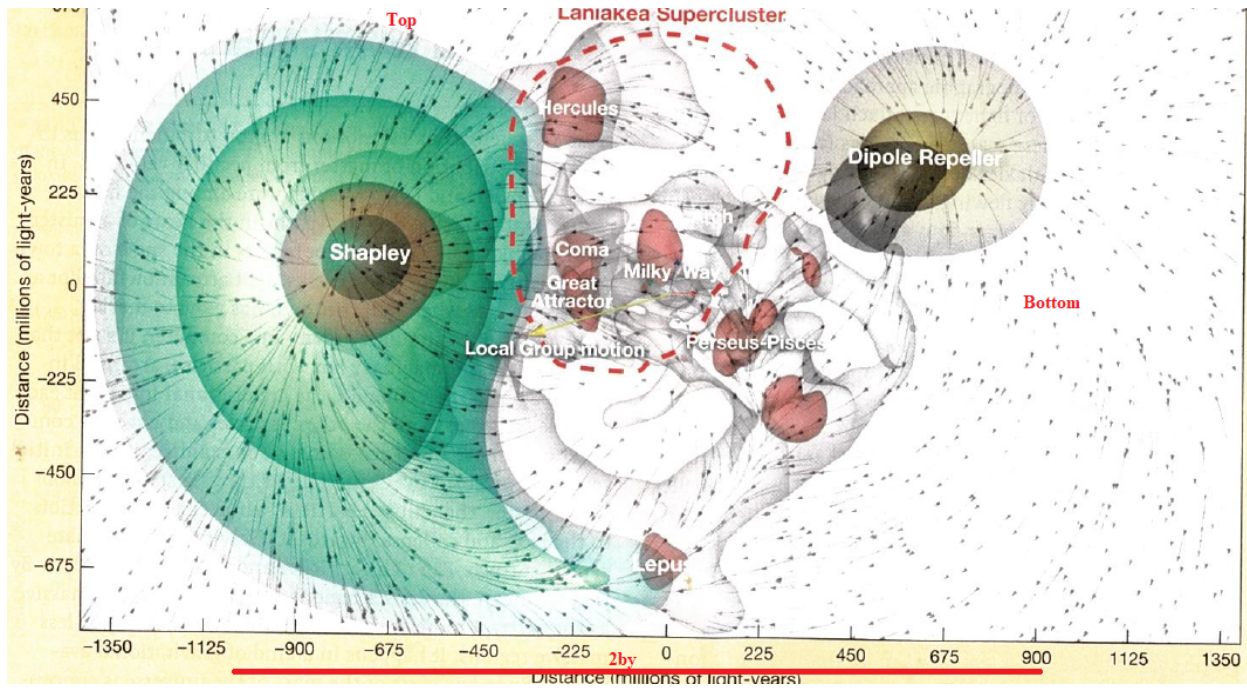 Top
Laniakea Supercluster
450
225
0
−225
−450
−675
Distance (millions of light-years)
Hercules
Dipole Repeller
Shapley
Coma
Milky Way
Great
Attractor
Bottom
Local Group motion
Perseus-Pisces
Lepus
−1350
−1125
−900
−675
−450
−225
0
225
450
675
900
1125
1350
2by
Distance (millions of light-years)